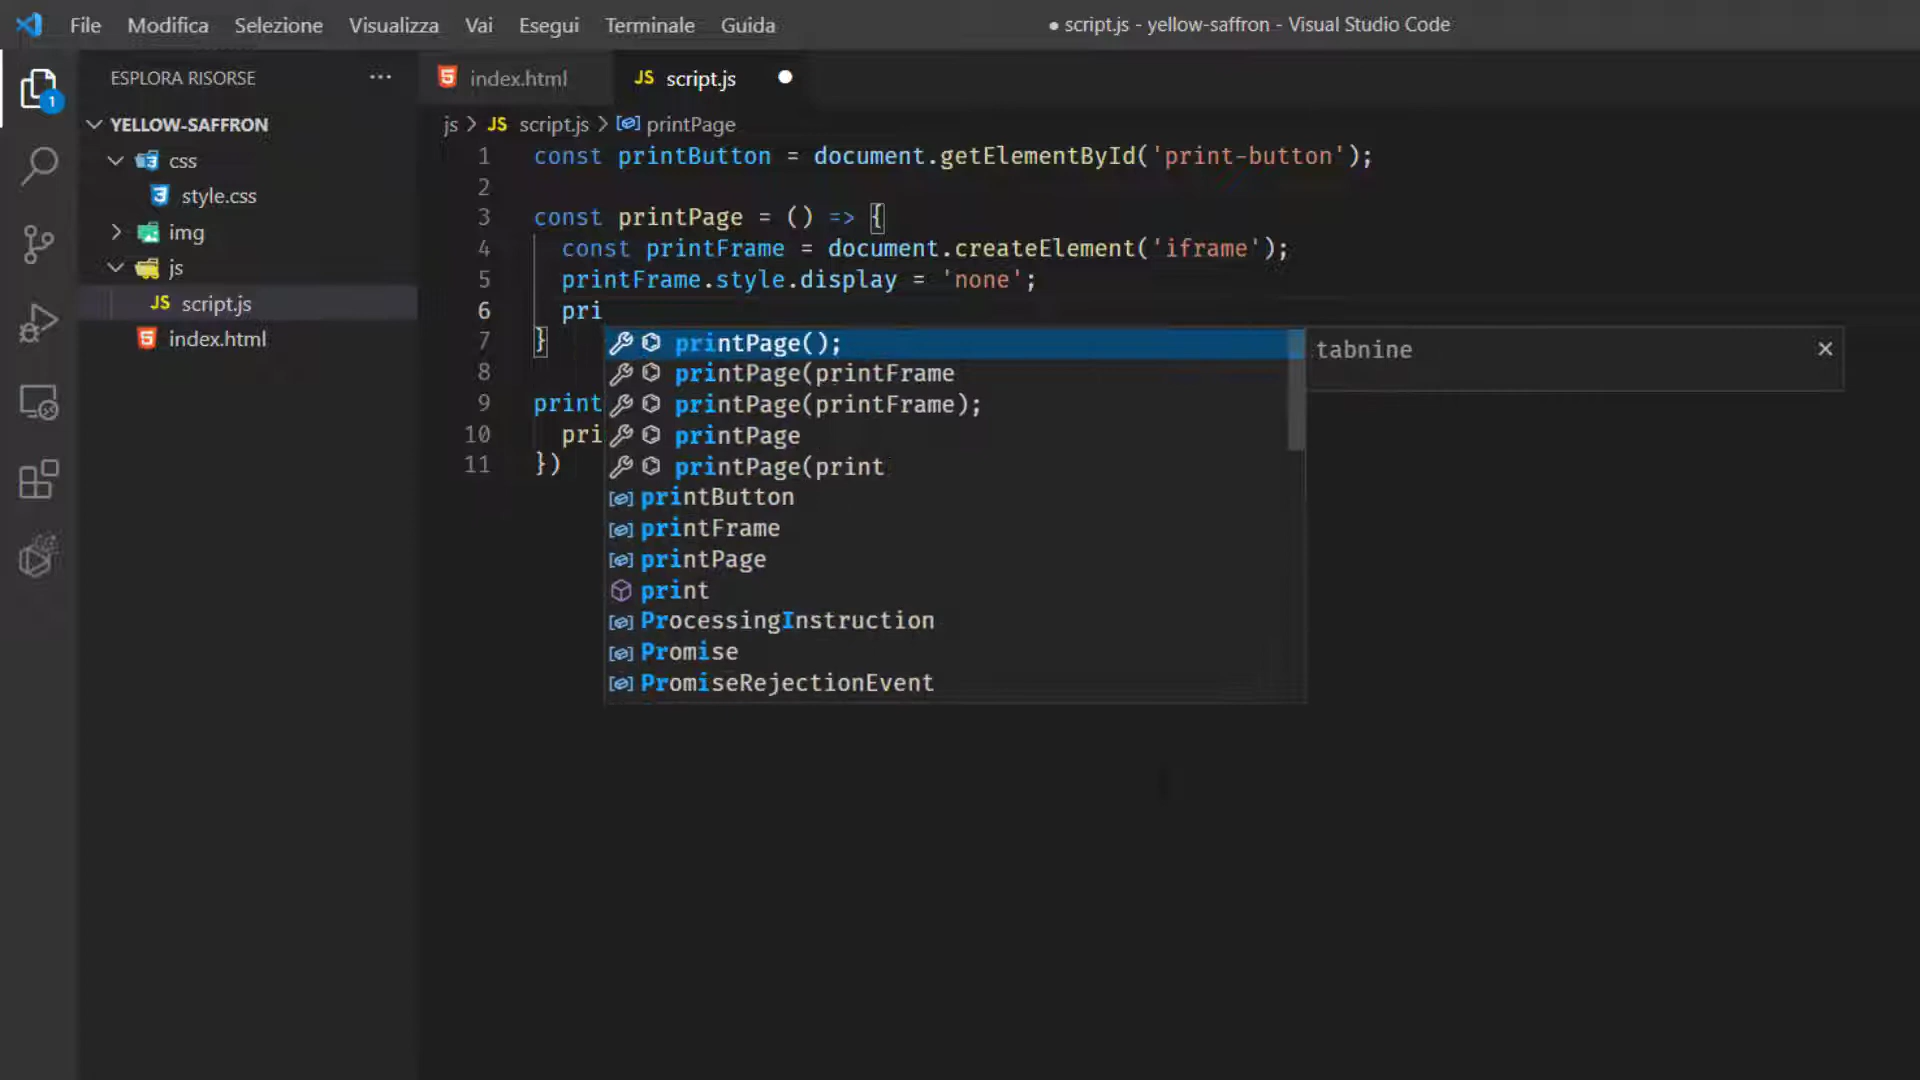 File Modifica Selezione Visualizza Vai Esegui Terminale Guida
● script.js - yellow-saffron - Visual Studio Code
ESPLORA RISORSE ···
YELLOW-SAFFRON
css
style.css
img
js
JS script.js
index.html
1
index.html
JS script.js
js > JS script.js > printPage
1 const printButton = document.getElementById('print-button');
2
3 const printPage = () => {
4 const printFrame = document.createElement('iframe');
5 printFrame.style.display = 'none';
6 pri
7 }
8
9 print
10 pri
11 })
printPage();
printPage(printFrame
printPage(printFrame);
printPage
printPage(print
printButton
printFrame
printPage
print
ProcessingInstruction
Promise
PromiseRejectionEvent
tabnine